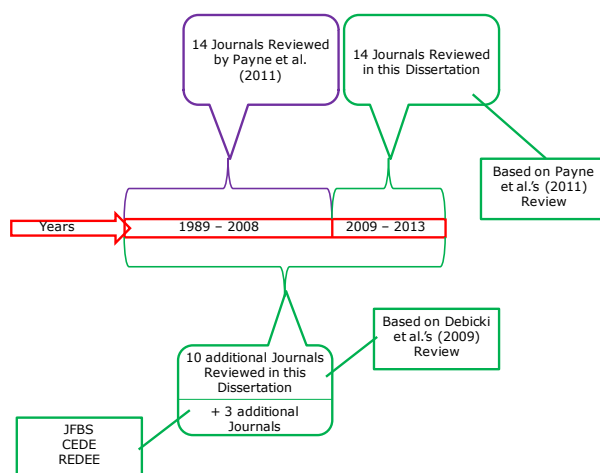 14 Journals Reviewed
by Payne et al.
(2011)
14 Journals Reviewed
in this Dissertation
Based on Payne
et al.'s (2011)
Review
Years
1989 – 2008
2009 – 2013
10 additional Journals
Reviewed in this
Dissertation
+ 3 additional
Journals
Based on Debicki
et al.'s (2009)
Review
JFBS
CEDE
REDEE